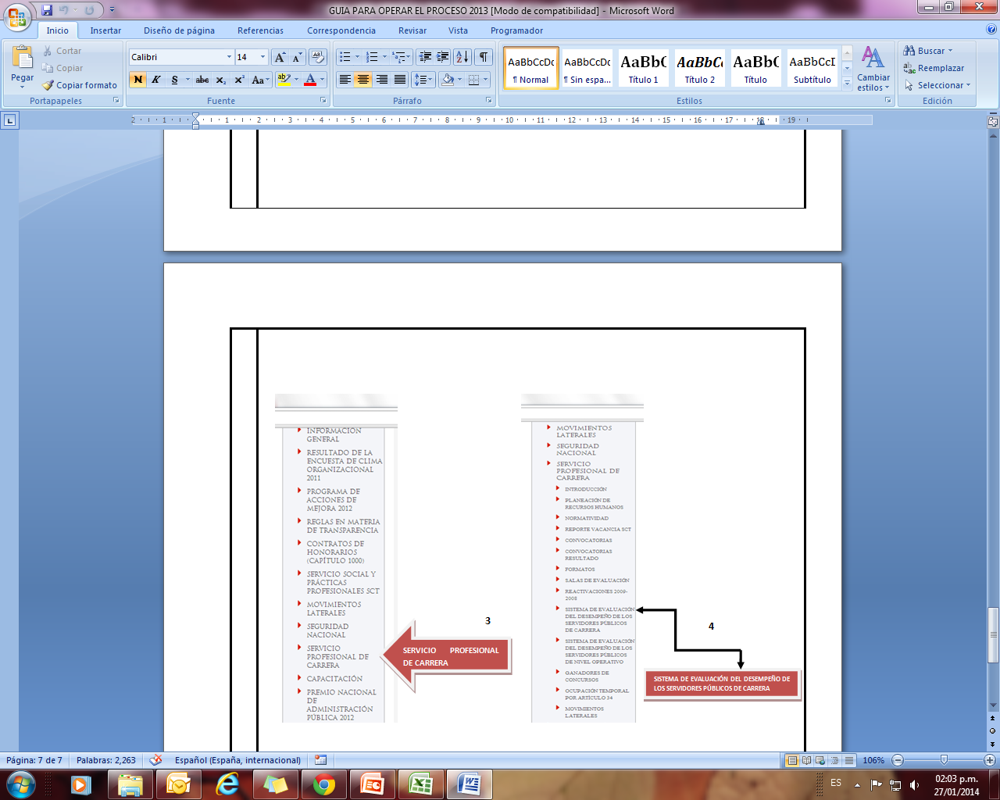 GUIA PARA OPERAR EL PROCESO 2013 [Modo de compatibilidad] - Microsoft Word
Inicio Insertar Diseño de página Referencias Correspondencia Revisar Vista Programador
Pegar
Cortar
Copiar
Copiar formato
Portapapeles
Calibri 14
N K S abc x₂ x² Aa
Fuente
Párrafo
AaBbCcDc AaBbCcDc AaBbC AaBbCc AaBbC AaBbCcI
¶ Normal ¶ Sin espa... Título 1 Título 2 Título Subtítulo
Estilos
Cambiar
estilos
Buscar
Reemplazar
Seleccionar
Edición
2 1 1 2 3 4 5 6 7 8 9 10 11 12 13 14 15 16 17 18 19
INFORMACIÓN
GENERAL
RESULTADO DE LA
ENCUESTA DE CLIMA
ORGANIZACIONAL
2011
PROGRAMA DE
ACCIONES DE
MEJORA 2012
REGLAS EN MATERIA
DE TRANSPARENCIA
CONTRATOS DE
HONORARIOS
(CAPÍTULO 1000)
SERVICIO SOCIAL Y
PRÁCTICAS
PROFESIONALES SCT
MOVIMIENTOS
LATERALES
SEGURIDAD
NACIONAL
SERVICIO
PROFESIONAL DE
CARRERA
CAPACITACIÓN
PREMIO NACIONAL
DE
ADMINISTRACIÓN
PÚBLICA 2012
3
SERVICIO PROFESIONAL
DE CARRERA
MOVIMIENTOS
LATERALES
SEGURIDAD
NACIONAL
SERVICIO
PROFESIONAL DE
CARRERA
INTRODUCCIÓN
PLANEACIÓN DE
RECURSOS HUMANOS
NORMATIVIDAD
REPORTE VACANCIA SCT
CONVOCATORIAS
CONVOCATORIAS
RESULTADO
FORMATOS
SALAS DE EVALUACIÓN
REACTIVACIONES 2009-
2008
SISTEMA DE EVALUACIÓN
DEL DESEMPEÑO DE LOS
SERVIDORES PÚBLICOS
DE CARRERA
SISTEMA DE EVALUACIÓN
DEL DESEMPEÑO DE LOS
SERVIDORES PÚBLICOS
DE NIVEL OPERATIVO
GANADORES DE
CONCURSOS
OCUPACIÓN TEMPORAL
POR ARTÍCULO 34
MOVIMIENTOS
LATERALES
4
SISTEMA DE EVALUACIÓN DEL DESEMPEÑO DE
LOS SERVIDORES PÚBLICOS DE CARRERA
Página: 7 de 7 Palabras: 2,263 Español (España, internacional) 106%
ES 02:03 p.m.
27/01/2014